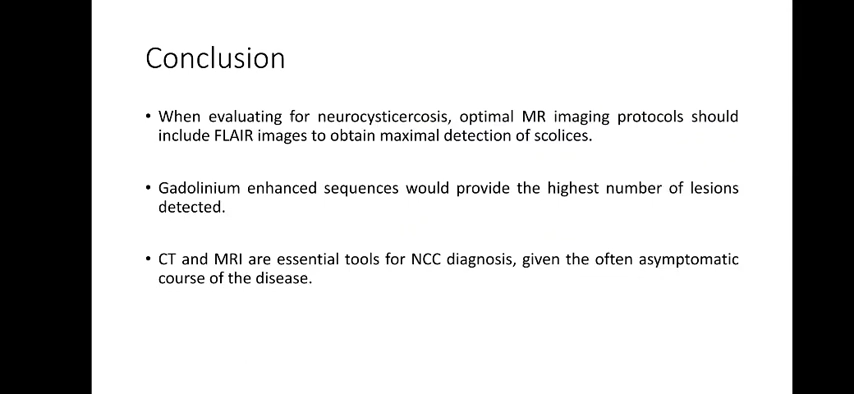 Conclusion
• When evaluating for neurocysticercosis, optimal MR imaging protocols should
include FLAIR images to obtain maximal detection of scolices.
• Gadolinium enhanced sequences would provide the highest number of lesions
detected.
• CT and MRI are essential tools for NCC diagnosis, given the often asymptomatic
course of the disease.